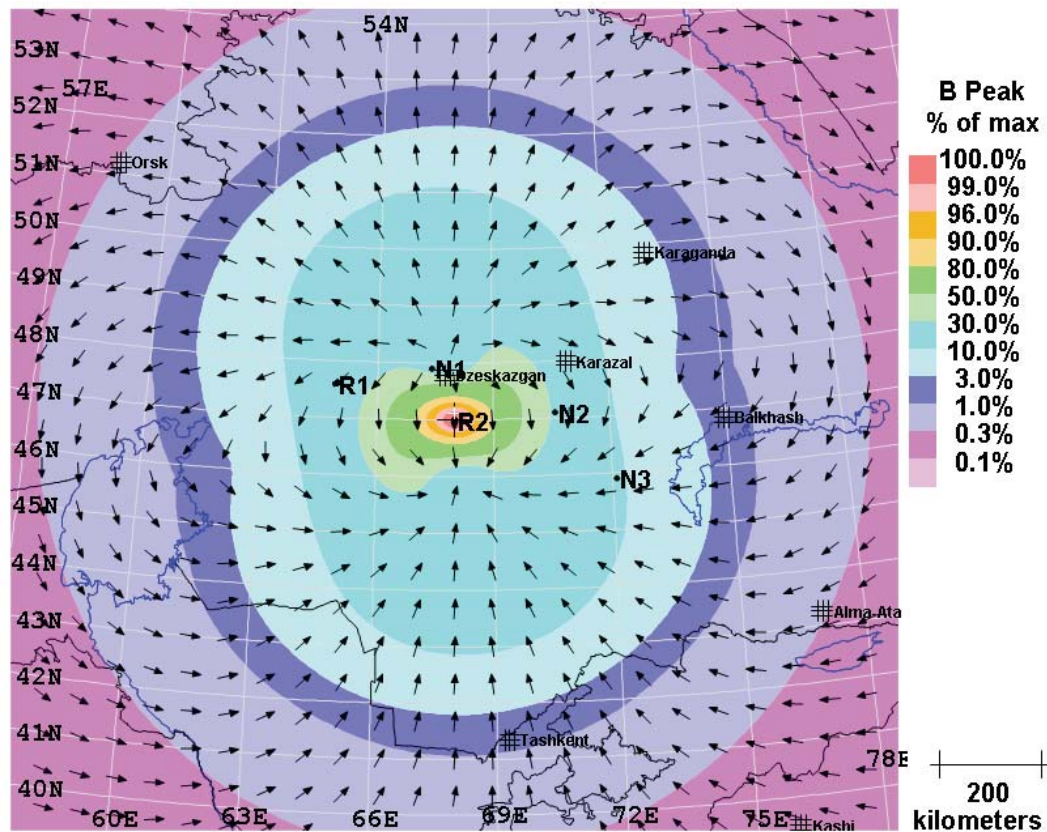 54N
53N
57E
52N
51N
Orsk
50N
49N
Karaganda
48N
N1
Karazal
Dzeskazgan
R1
47N
R2
N2
Balkhash
46N
N3
45N
44N
43N
Alma-Ata
42N
41N
Tashkent
78E
40N
60E
63E
66E
69E
72E
75E
Kashi
B Peak
% of max
100.0%
99.0%
96.0%
90.0%
80.0%
50.0%
30.0%
10.0%
3.0%
1.0%
0.3%
0.1%
200
kilometers